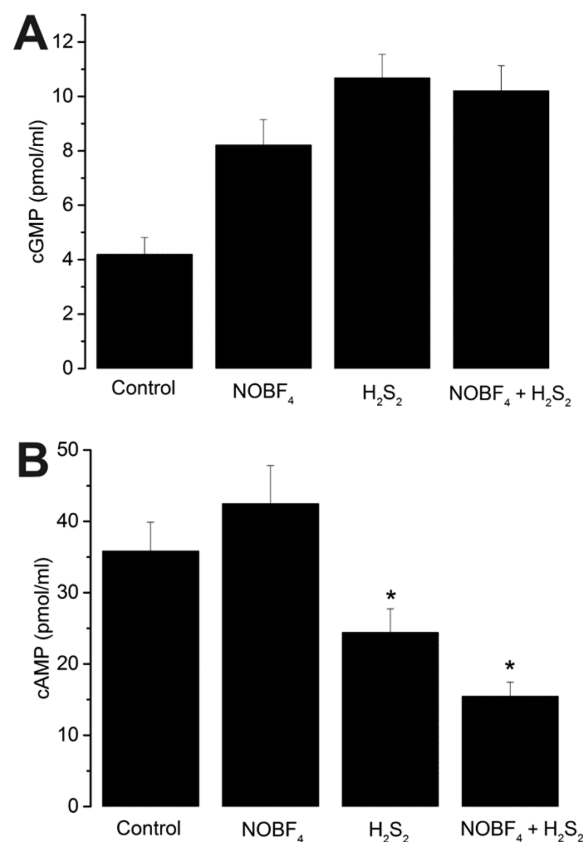 A
12
10
8
6
4
2
0
cGMP (pmol/ml)
Control
NOBF₄
H₂S₂
NOBF₄ + H₂S₂
B
50
40
30
20
10
0
cAMP (pmol/ml)
*
*
Control
NOBF₄
H₂S₂
NOBF₄ + H₂S₂